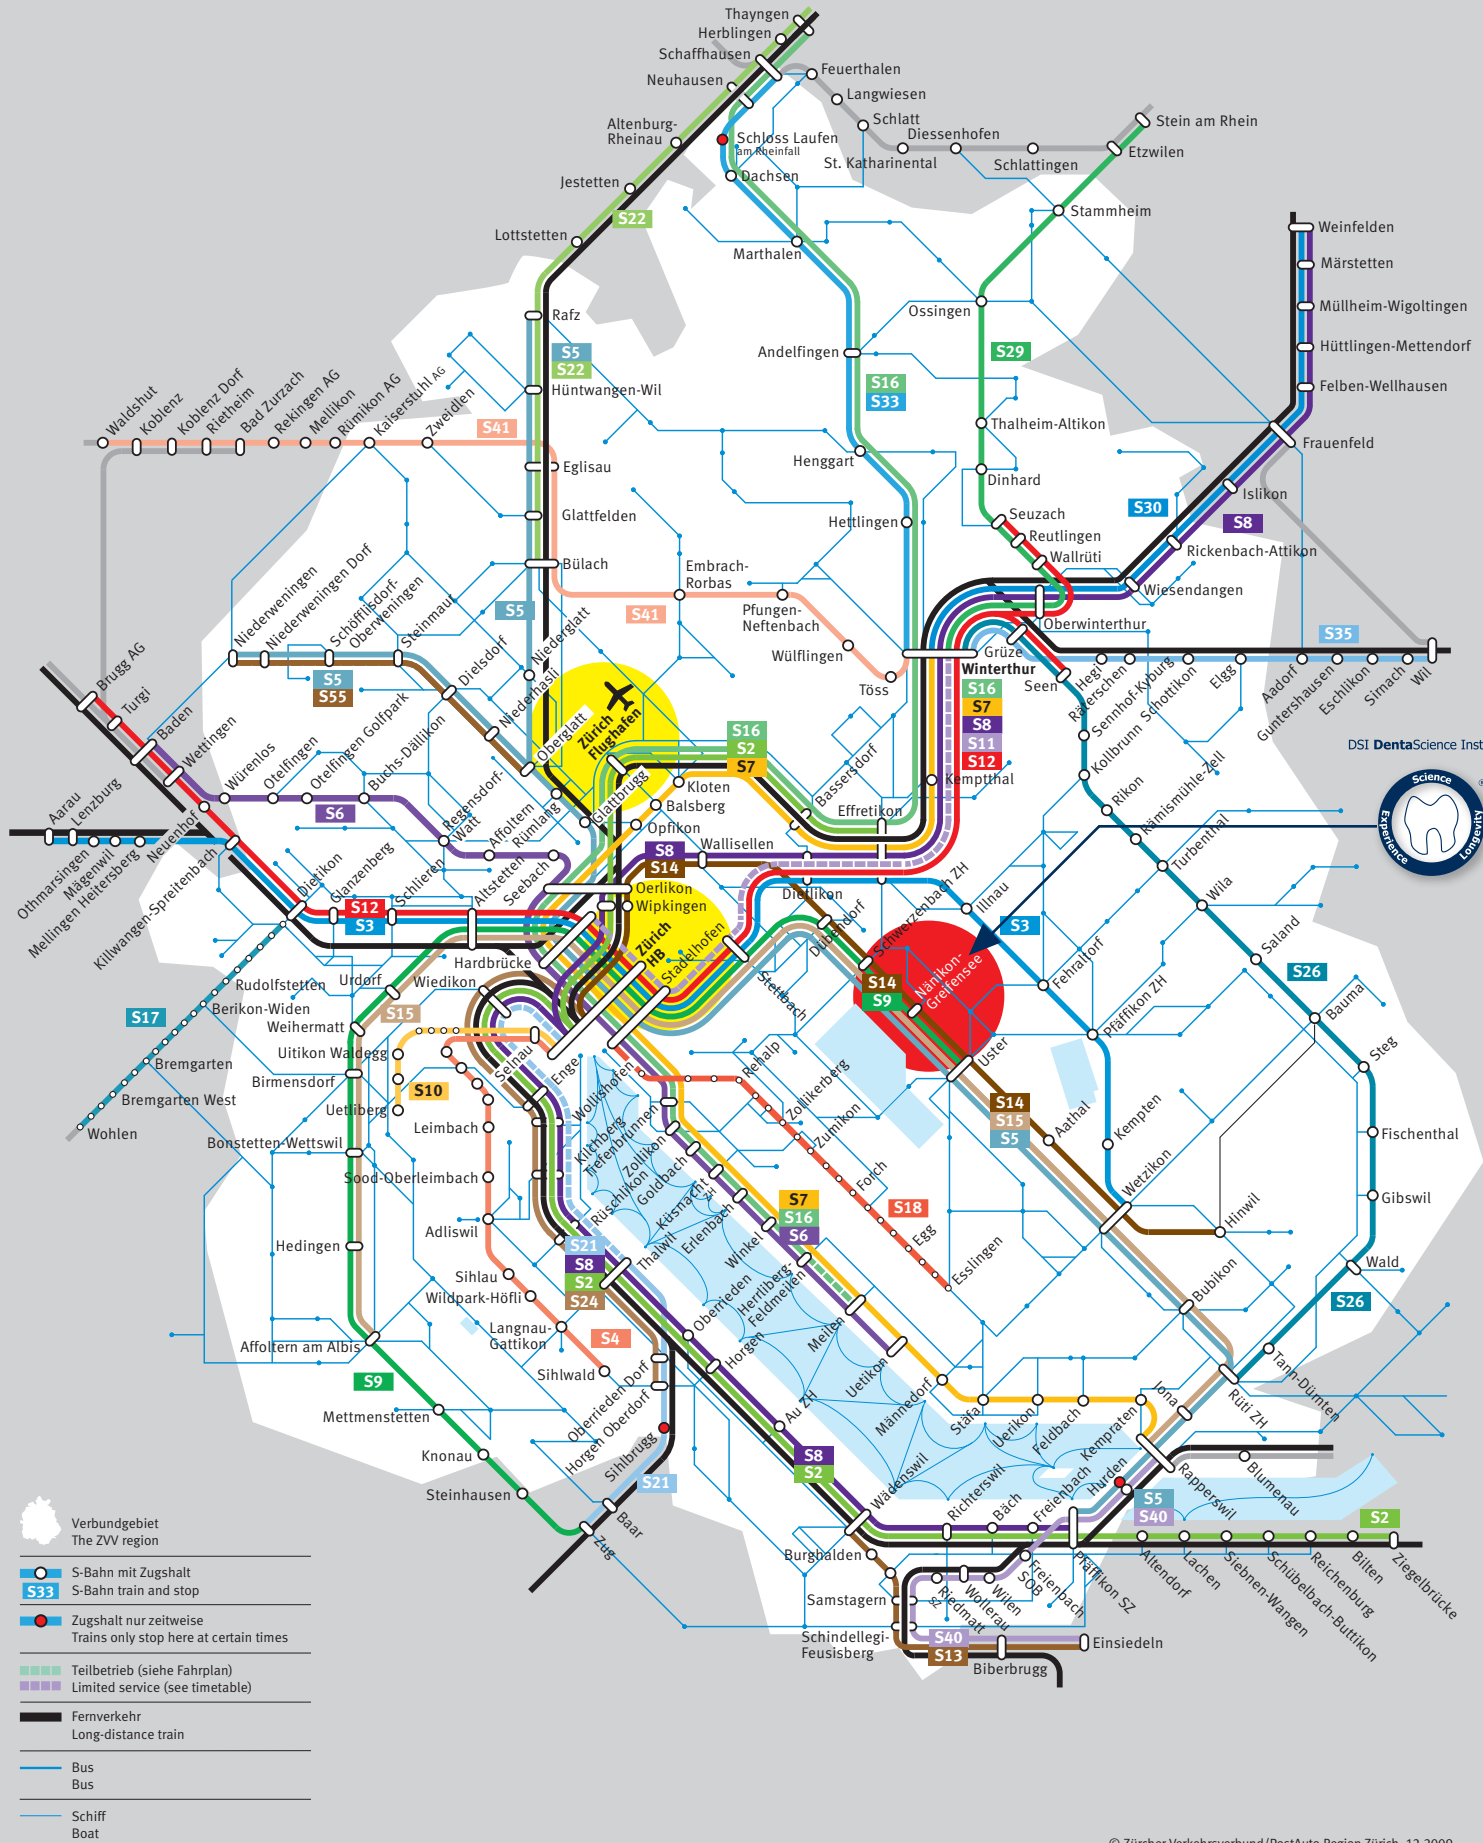 Thayngen
Herblingen
Schaffhausen
Neuhausen
Feuerthalen
Langwiesen
Schlatt
Diessenhofen
St. Katharinental
Schlattingen
Stein am Rhein
Etzwilen
Altenburg-
Rheinau
Schloss Laufen
am Rheinfall
Dachsen
Jestetten
S22
Lottstetten
Marthalen
Stammheim
Weinfelden
Märstetten
Müllheim-Wigoltingen
Hüttlingen-Mettendorf
Felben-Wellhausen
Frauenfeld
Rafz
S5
S22
Hüntwangen-Wil
Ossingen
Andelfingen
S29
S16
S33
Waldshut
Koblenz
Koblenz Dorf
Rietheim
Bad Zurzach
Rekingen AG
Mellikon
Rümikon AG
Kaiserstuhl AG
Zweidlen
S41
Eglisau
Thalheim-Altikon
Henggart
Dinhard
Islikon
S30
S8
Glattfelden
Hettlingen
Seuzach
Reutlingen
Wallrüti
Rickenbach-Attikon
Wiesendangen
Bülach
Embrach-
Rorbas
S41
Pfungen-
Neftenbach
Wülflingen
Töss
Oberwinterthur
Grüze
Winterthur
S16
S7
S8
S11
S12
S35
Seen
Hegi
Räterschen
Sennhof-Kyburg
Schottikon
Elgg
Aadorf
Guntershausen
Eschlikon
Sirnach
Wil
Niederweningen
Niederweningen Dorf
Schöfflisdorf-
Oberweningen
Steinmaur
S5
Niederglatt
S5
S55
Dielsdorf
Niederhasli
Oberglatt
Zürich
Flughafen
S16
S2
S7
Brugg AG
Turgi
Baden
Wettingen
Würenlos
Otelfingen
Otelfingen Golfpark
Buchs-Dällikon
Regensdorf-
Watt
Affoltern
Rümlang
Glattbrugg
Kloten
Balsberg
Opfikon
Bassersdorf
Effretikon
Kemptthal
Kollbrunn
Rikon
Rämismühle-Zell
Turbenthal
DSI DentaScience Inst
Science
Experience
Longevity
®
Aarau
Lenzburg
Othmarsingen
Mägenwil
Mellingen Heitersberg
Neuenhof
Killwangen-Spreitenbach
S6
Dietikon
Glanzenberg
Schlieren
Altstetten
Seebach
S8
S14
Wallisellen
Oerlikon
Wipkingen
Dietlikon
Dübendorf
Schwerzenbach ZH
Illnau
S3
Wila
Saland
S12
S3
Zürich
HB
Stadelhofen
Stettbach
S14
S9
Nänikon-
Greifensee
Fehraltorf
Pfäffikon ZH
S26
Bauma
Steg
Hardbrücke
Urdorf
Wiedikon
Rudolfstetten
S15
Berikon-Widen
Weihermatt
S17
Uitikon Waldegg
Bremgarten
Birmensdorf
S10
Bremgarten West
Uetliberg
Wohlen
Selnau
Enge
Wollishofen
Rehalp
Zollikerberg
Uster
S14
S15
S5
Aathal
Kempten
Fischenthal
Leimbach
Bonstetten-Wettswil
Sood-Oberleimbach
Kilchberg
Tiefenbrunnen
Zollikon
Rüschlikon
Goldbach
Küsnacht
ZH
Erlenbach
Winkel
Zumikon
Forch
S18
Egg
Esslingen
Wetzikon
Hinwil
Gibswil
S7
S16
S6
Adliswil
Hedingen
S21
S8
S2
S24
Thalwil
Herrliberg-
Feldmeilen
Sihlau
Wildpark-Höfli
Langnau-
Gattikon
S4
Oberrieden
Horgen
Meilen
Uetikon
Bubikon
Wald
S26
Affoltern am Albis
Sihlwald
S9
Oberrieden Dorf
Horgen Oberdorf
Mettmenstetten
Au ZH
Männedorf
Stäfa
Uerikon
Feldbach
Kempraten
Jona
Rüti ZH
Tann-Dürnten
Knonau
Sihlbrugg
S21
S8
S2
Wädenswil
Richterswil
Bäch
Freienbach
Hurden
Rapperswil
Blumenau
Steinhausen
Baar
Zug
S5
S40
S2
Burghalden
Freienbach
SOB
Pfäffikon SZ
Altendorf
Lachen
Siebnen-Wangen
Schübelbach-Buttikon
Reichenburg
Bilten
Ziegelbrücke
Samstagern
Riedmatt
SZ
Wollerau
Wilen
Schindellegi-
Feusisberg
S40
S13
Biberbrugg
Einsiedeln
Verbundgebiet
The ZVV region
S-Bahn mit Zugshalt
S33
S-Bahn train and stop
Zugshalt nur zeitweise
Trains only stop here at certain times
Teilbetrieb (siehe Fahrplan)
Limited service (see timetable)
Fernverkehr
Long-distance train
Bus
Bus
Schiff
Boat
© Zürcher Verkehrsverbund/PostAuto Region Zürich, 12.2009